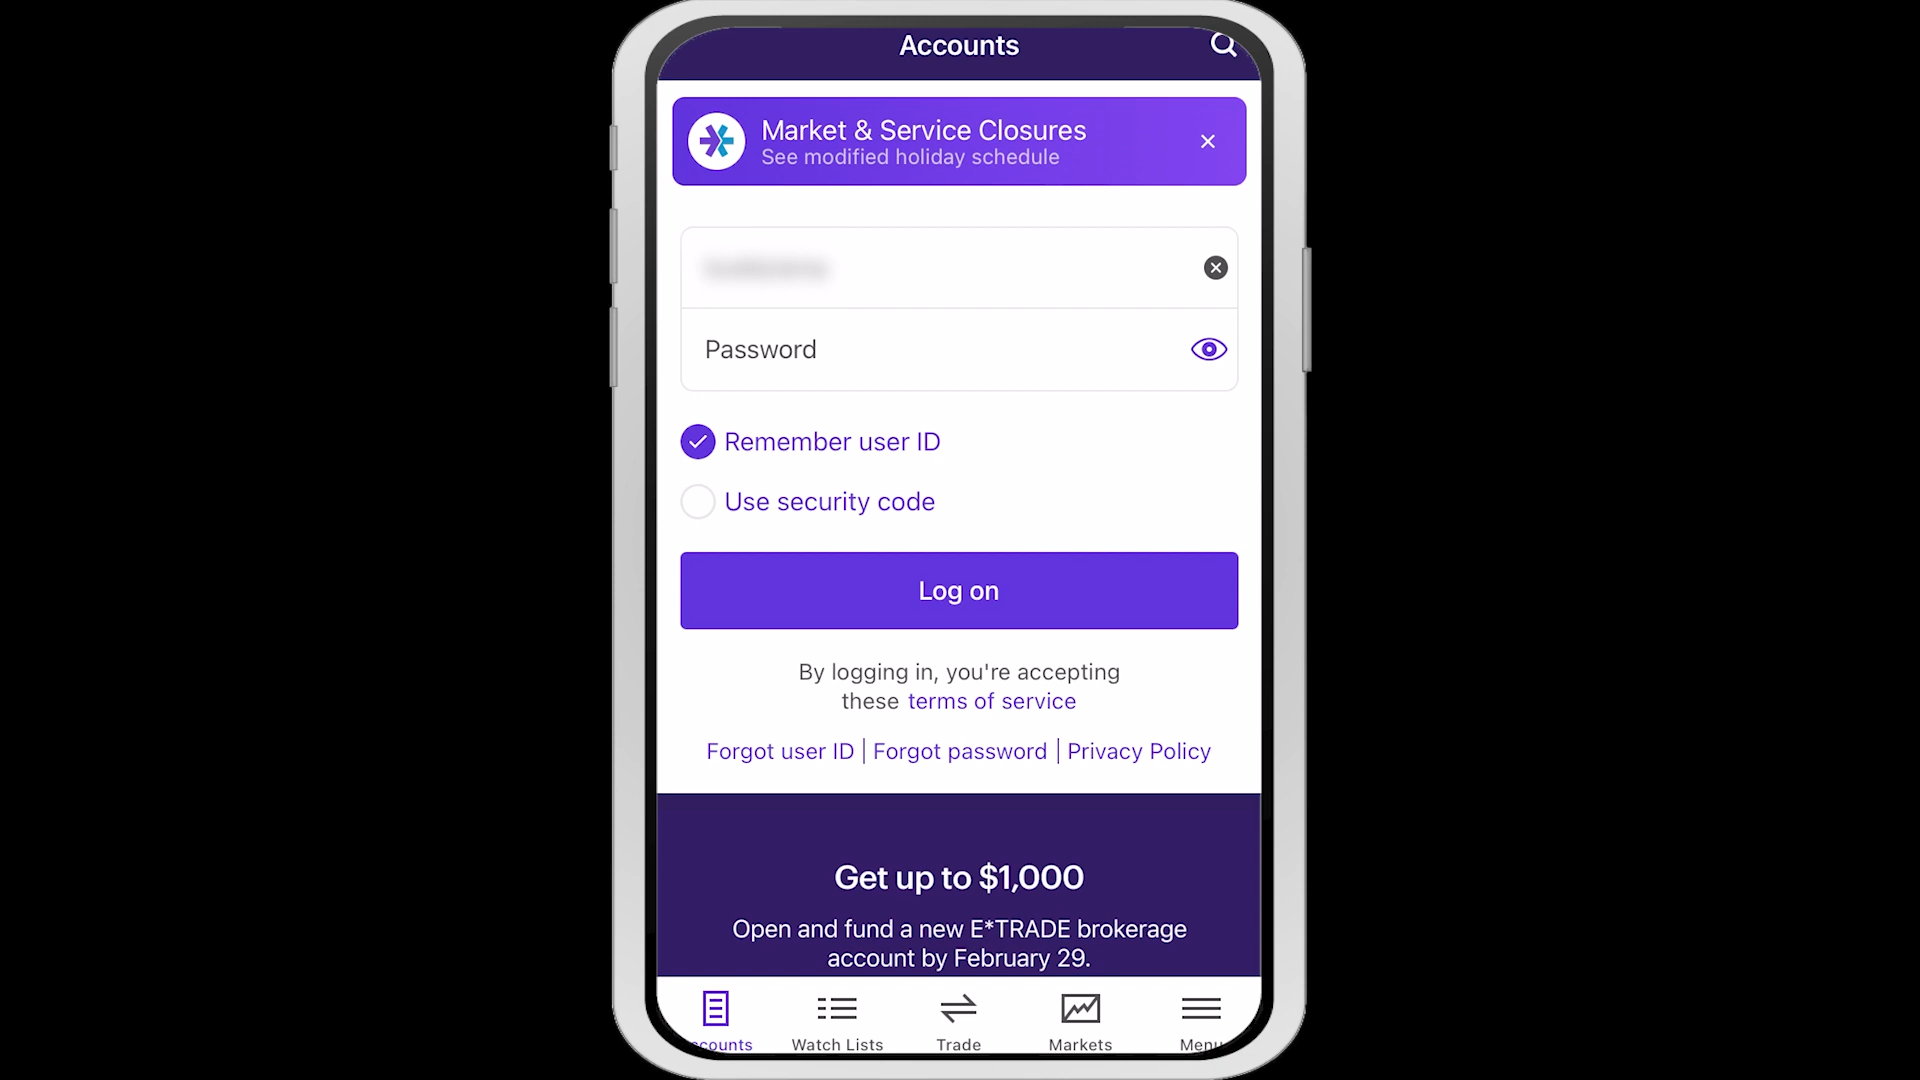 Accounts
Market & Service Closures
See modified holiday schedule
Password
Remember user ID
Use security code
Log on
By logging in, you're accepting
these terms of service
Forgot user ID | Forgot password | Privacy Policy
Get up to $1,000
Open and fund a new E*TRADE brokerage
account by February 29.
ccounts Watch Lists Trade Markets Menu